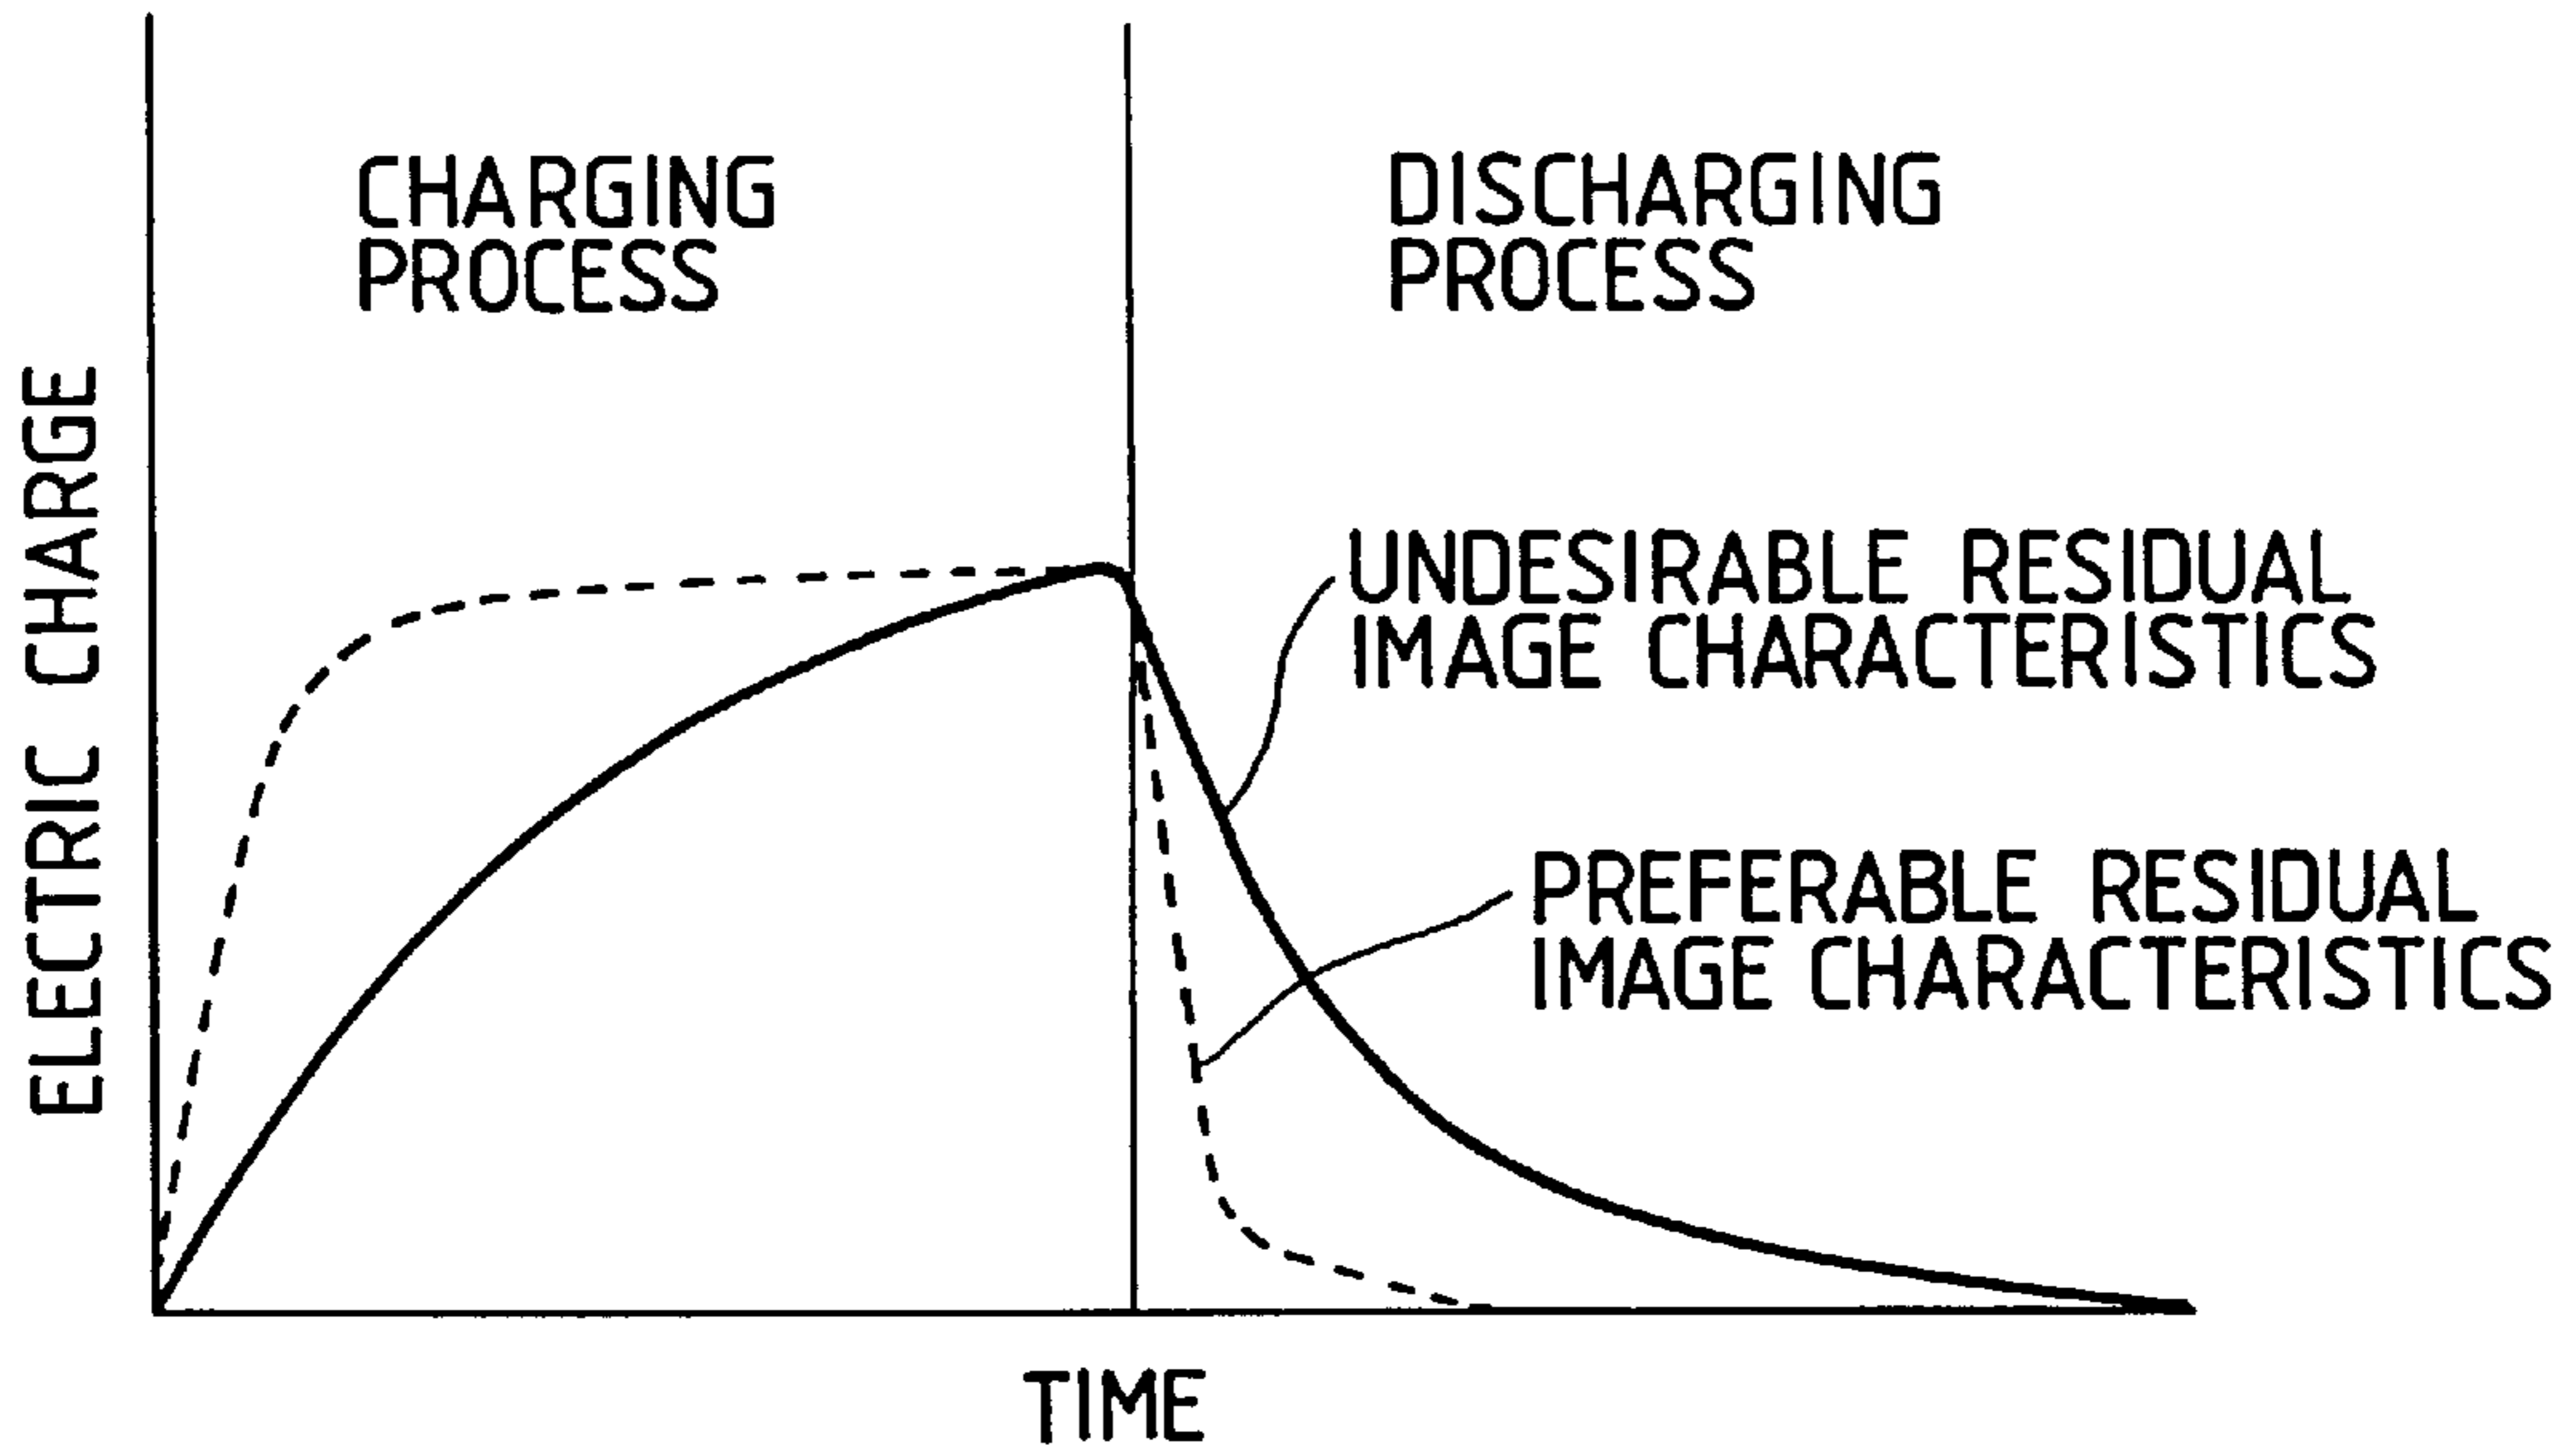 CHARGING
PROCESS
DISCHARGING
PROCESS
ELECTRIC CHARGE
UNDESIRABLE RESIDUAL
IMAGE CHARACTERISTICS
PREFERABLE RESIDUAL
IMAGE CHARACTERISTICS
TIME